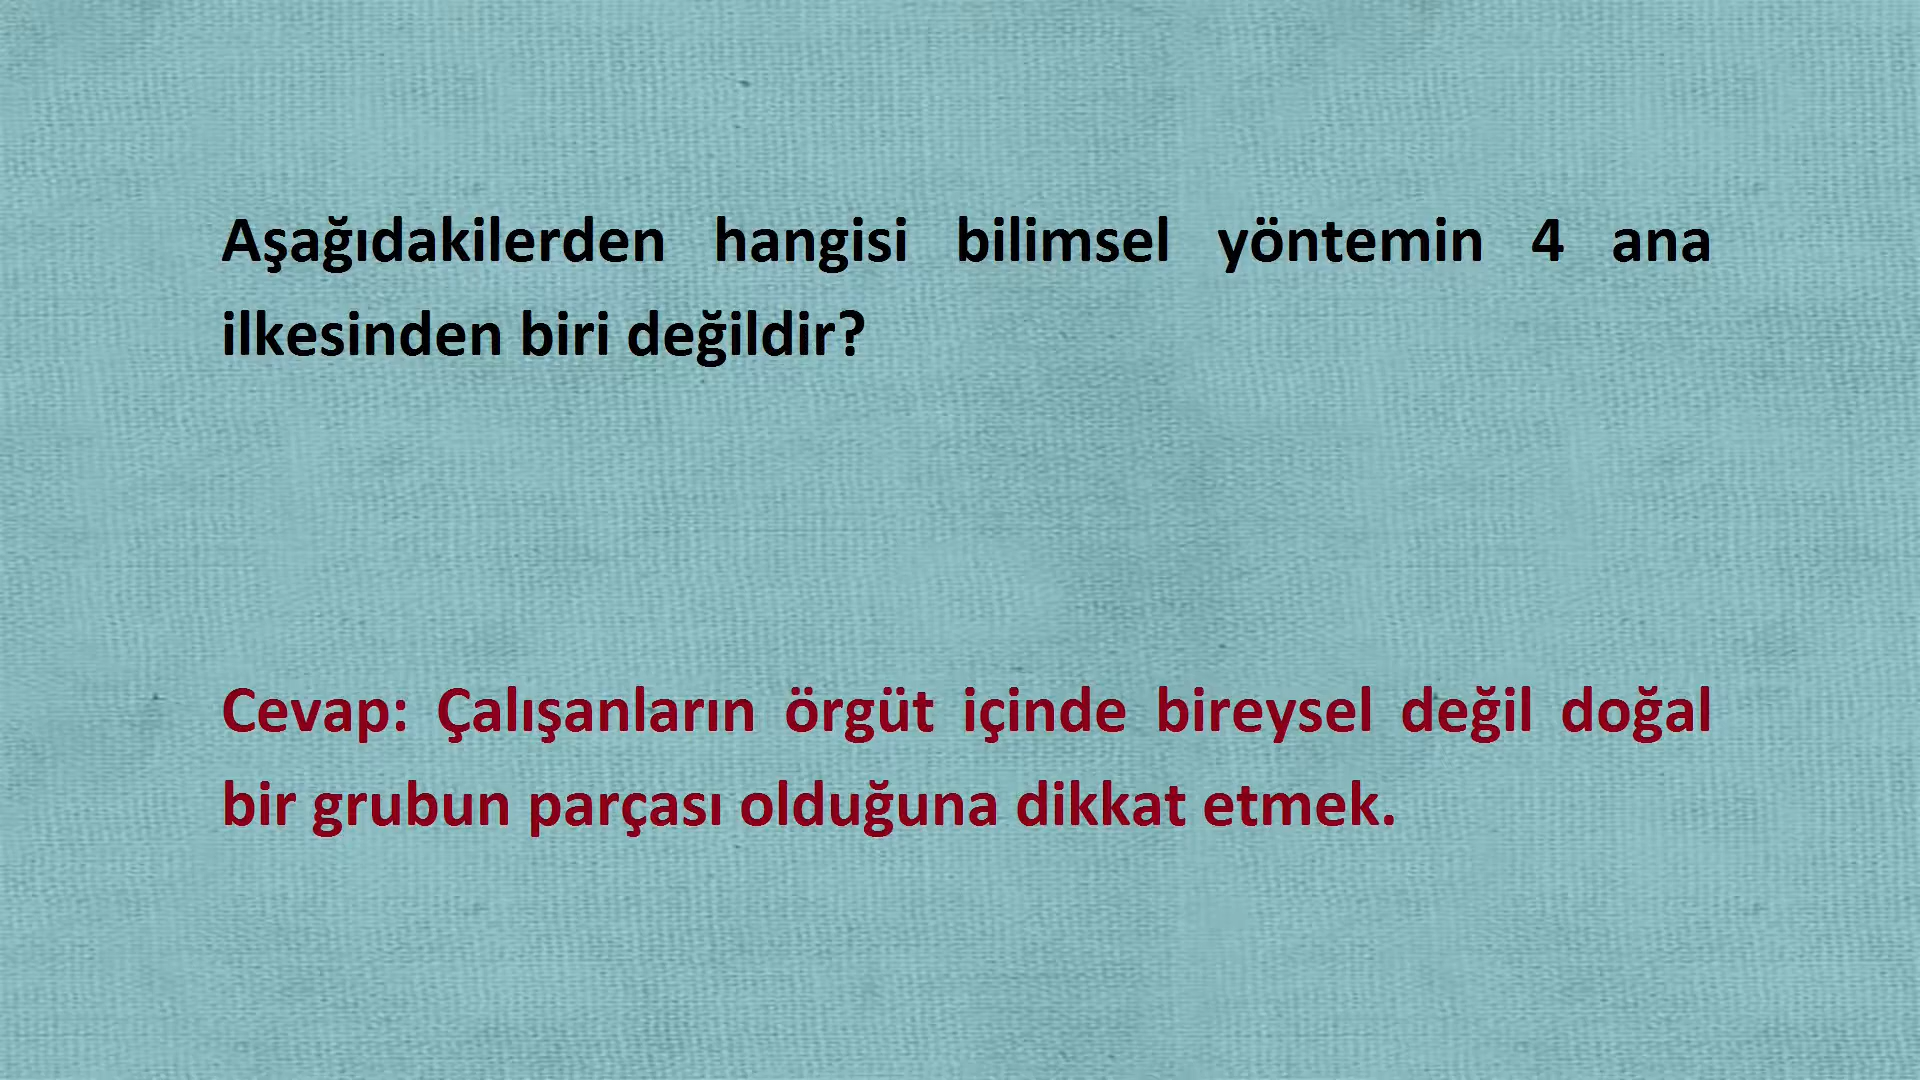 Aşağıdakilerden hangisi bilimsel yöntemin 4 ana
ilkesinden biri değildir?
Cevap: Çalışanların örgüt içinde bireysel değil doğal
bir grubun parçası olduğuna dikkat etmek.